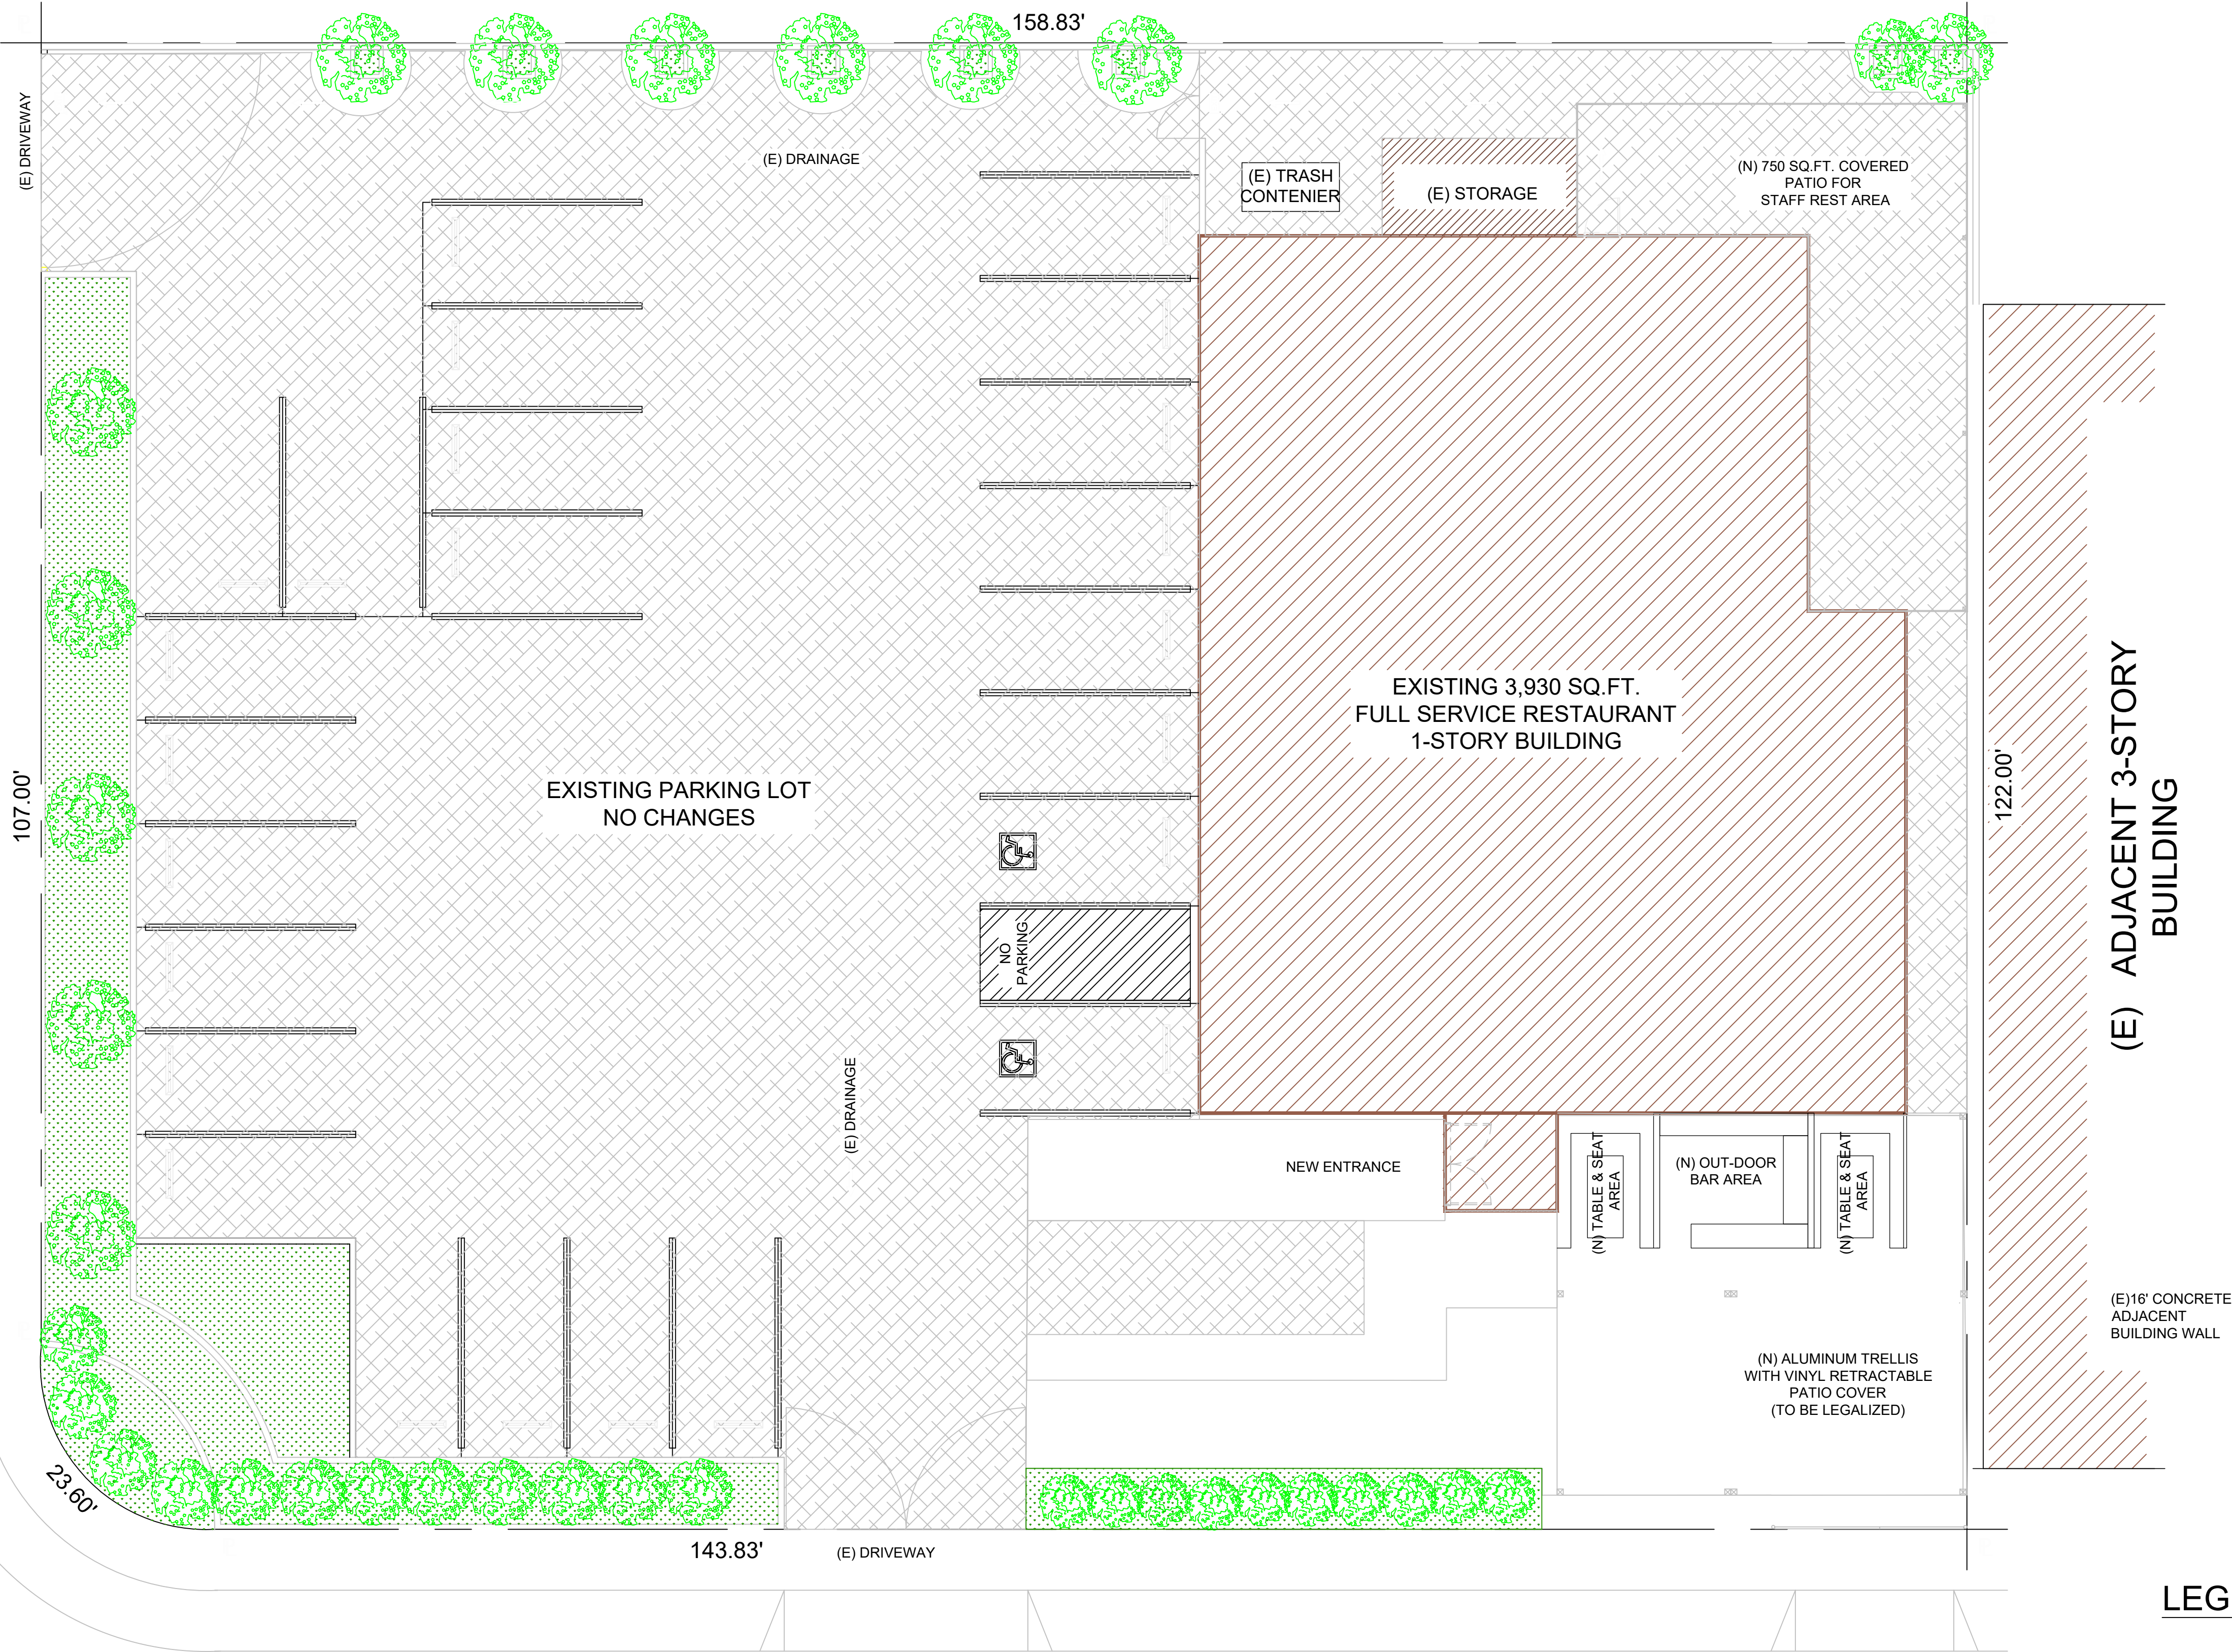 158.83'
(E) DRIVEWAY
(E) DRAINAGE
(E) TRASH
CONTENIER
(E) STORAGE
(N) 750 SQ.FT. COVERED
PATIO FOR
STAFF REST AREA
EXISTING 3,930 SQ.FT.
FULL SERVICE RESTAURANT
1-STORY BUILDING
107.00'
EXISTING PARKING LOT
NO CHANGES
122.00'
(E) ADJACENT 3-STORY
BUILDING
NO
PARKING
(E) DRAINAGE
NEW ENTRANCE
(N) TABLE & SEAT
AREA
(N) OUT-DOOR
BAR AREA
(N) TABLE & SEAT
AREA
(E)16' CONCRETE
ADJACENT
BUILDING WALL
(N) ALUMINUM TRELLIS
WITH VINYL RETRACTABLE
PATIO COVER
(TO BE LEGALIZED)
23.60'
143.83'
(E) DRIVEWAY
LEG